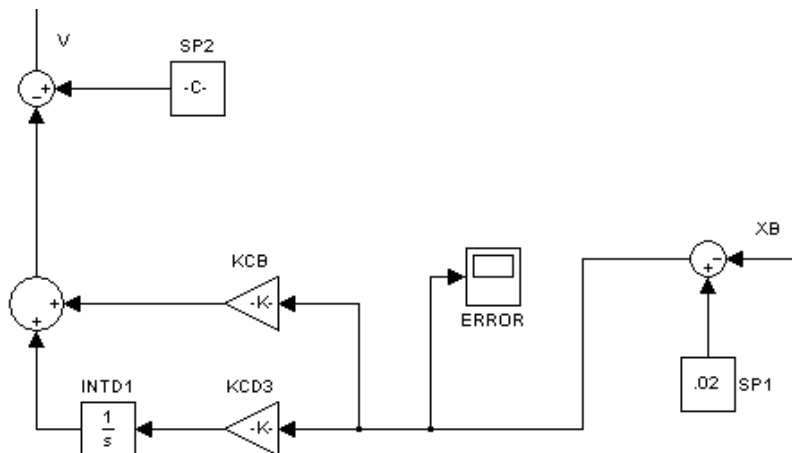 V
SP2
-C-
− +
XB
−
+
KCB
-K-
+
+
ERROR
.02
SP1
INTD1
KCD3
1
s
-K-